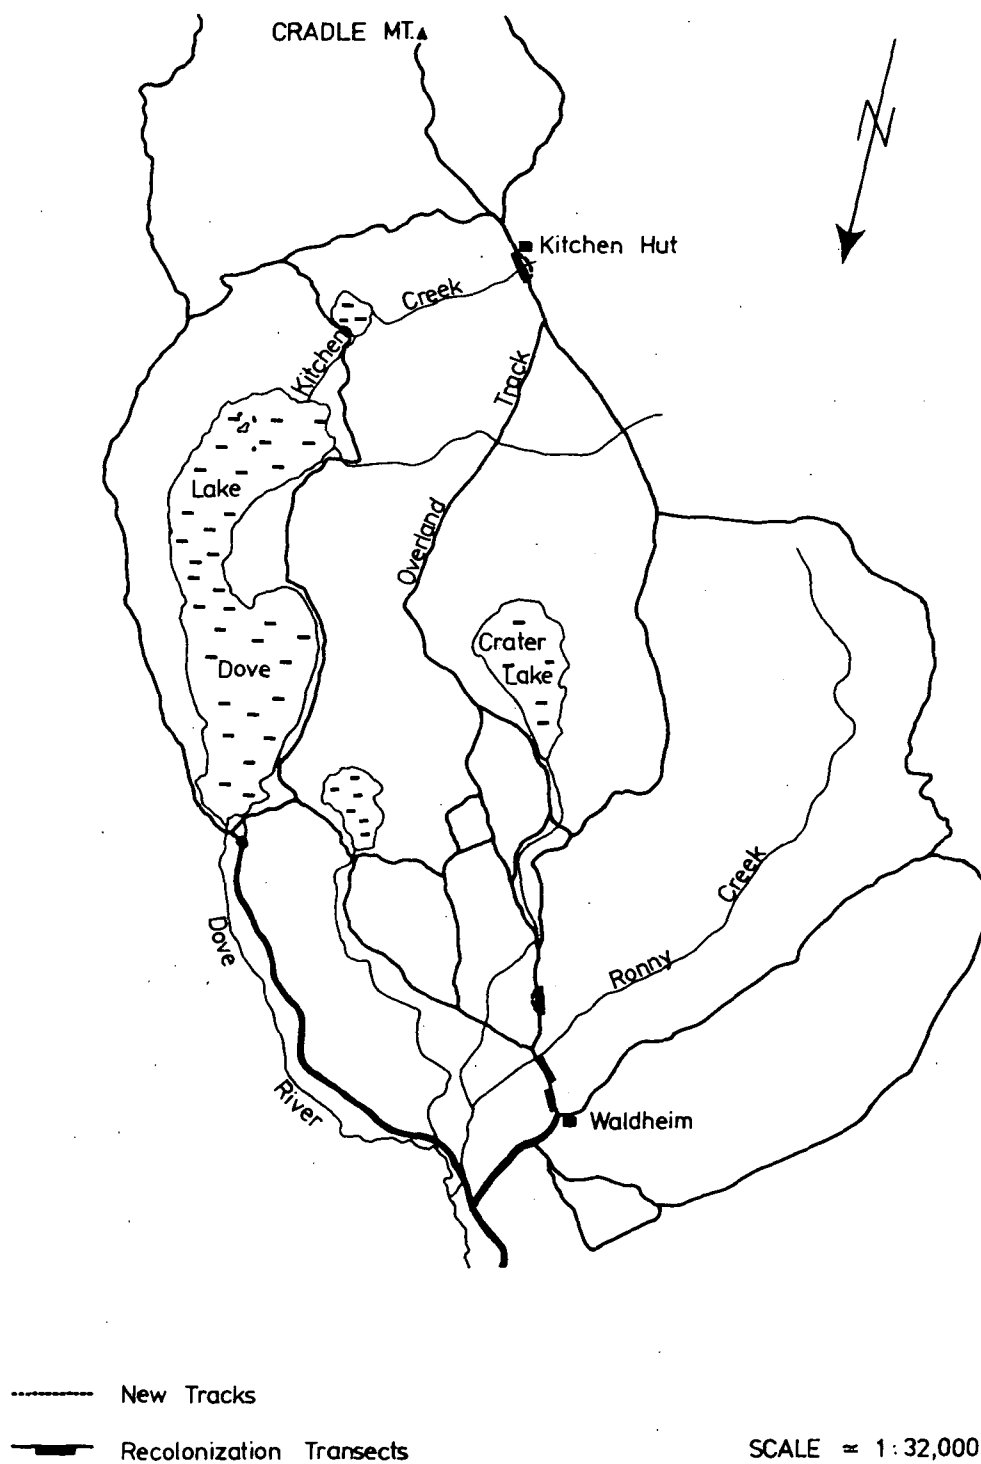 CRADLE MT.
N
Kitchen Hut
Kitchen Creek
Overland Track
Lake
Dove
Crater
Lake
Ronny Creek
Dove River
Waldheim
New Tracks
Recolonization Transects
SCALE ≃ 1:32,000